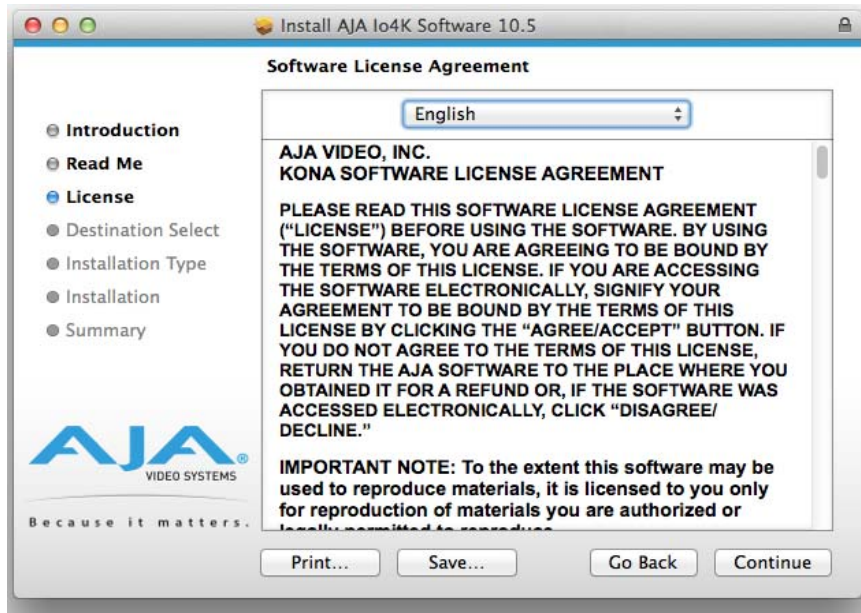 Install AJA Io4K Software 10.5
Software License Agreement
Introduction
Read Me
License
Destination Select
Installation Type
Installation
Summary
AJA®
VIDEO SYSTEMS
Because it matters.
English
AJA VIDEO, INC.
KONA SOFTWARE LICENSE AGREEMENT
PLEASE READ THIS SOFTWARE LICENSE AGREEMENT
(“LICENSE”) BEFORE USING THE SOFTWARE. BY USING
THE SOFTWARE, YOU ARE AGREEING TO BE BOUND BY
THE TERMS OF THIS LICENSE. IF YOU ARE ACCESSING
THE SOFTWARE ELECTRONICALLY, SIGNIFY YOUR
AGREEMENT TO BE BOUND BY THE TERMS OF THIS
LICENSE BY CLICKING THE “AGREE/ACCEPT” BUTTON. IF
YOU DO NOT AGREE TO THE TERMS OF THIS LICENSE,
RETURN THE AJA SOFTWARE TO THE PLACE WHERE YOU
OBTAINED IT FOR A REFUND OR, IF THE SOFTWARE WAS
ACCESSED ELECTRONICALLY, CLICK “DISAGREE/
DECLINE.”
IMPORTANT NOTE: To the extent this software may be
used to reproduce materials, it is licensed to you only
for reproduction of materials you are authorized or
legally permitted to reproduce.
Print...
Save...
Go Back
Continue